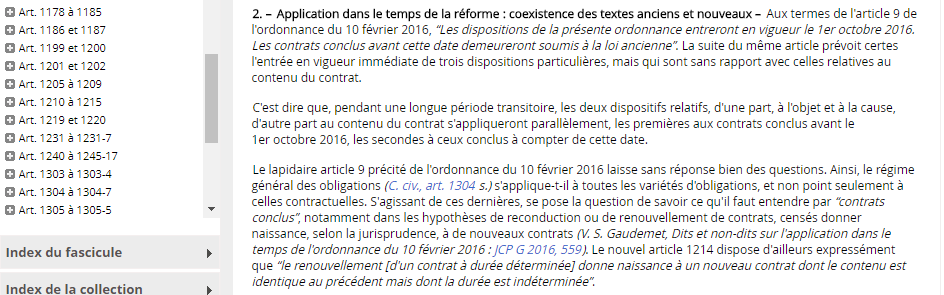 Art. 1178 à 1185
Art. 1186 et 1187
Art. 1199 et 1200
Art. 1201 et 1202
Art. 1205 à 1209
Art. 1210 à 1215
Art. 1219 et 1220
Art. 1231 à 1231-7
Art. 1240 à 1245-17
Art. 1303 à 1303-4
Art. 1304 à 1304-7
Art. 1305 à 1305-5
Index du fascicule
Index de la collection
2. – Application dans le temps de la réforme : coexistence des textes anciens et nouveaux – Aux termes de l'article 9 de
l'ordonnance du 10 février 2016, “Les dispositions de la présente ordonnance entreront en vigueur le 1er octobre 2016.
Les contrats conclus avant cette date demeureront soumis à la loi ancienne”. La suite du même article prévoit certes
l'entrée en vigueur immédiate de trois dispositions particulières, mais qui sont sans rapport avec celles relatives au
contenu du contrat.
C'est dire que, pendant une longue période transitoire, les deux dispositifs relatifs, d'une part, à l'objet et à la cause,
d'autre part au contenu du contrat s'appliqueront parallèlement, les premières aux contrats conclus avant le
1er octobre 2016, les secondes à ceux conclus à compter de cette date.
Le lapidaire article 9 précité de l'ordonnance du 10 février 2016 laisse sans réponse bien des questions. Ainsi, le régime
général des obligations (C. civ., art. 1304 s.) s'applique-t-il à toutes les variétés d'obligations, et non point seulement à
celles contractuelles. S'agissant de ces dernières, se pose la question de savoir ce qu'il faut entendre par “contrats
conclus”, notamment dans les hypothèses de reconduction ou de renouvellement de contrats, censés donner
naissance, selon la jurisprudence, à de nouveaux contrats (V. S. Gaudemet, Dits et non-dits sur l'application dans le
temps de l'ordonnance du 10 février 2016 : JCP G 2016, 559). Le nouvel article 1214 dispose d'ailleurs expressément
que “le renouvellement [d'un contrat à durée déterminée] donne naissance à un nouveau contrat dont le contenu est
identique au précédent mais dont la durée est indéterminée”.